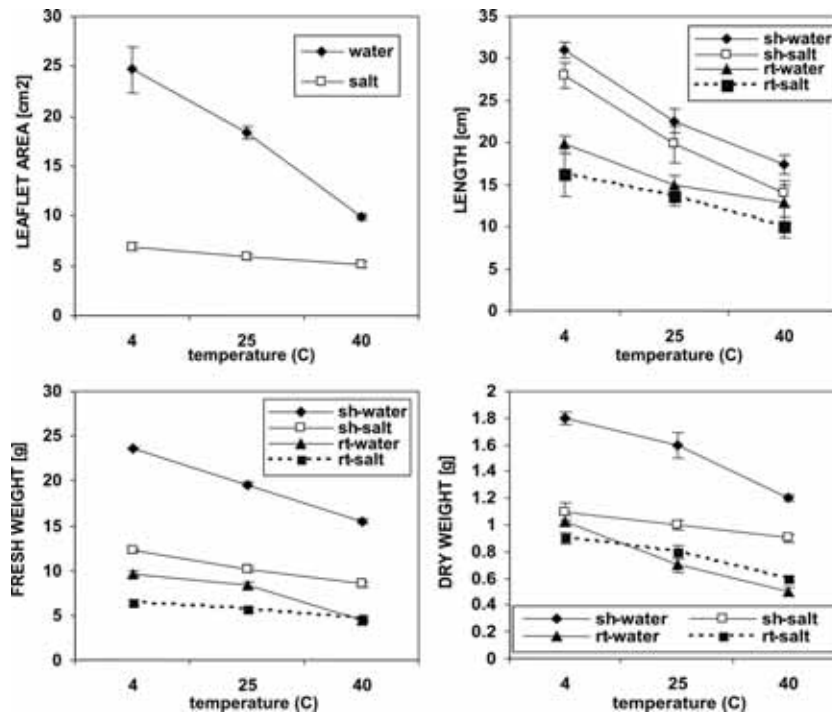 LEAFLET AREA [cm2]
30
25
20
15
10
5
0
water
salt
4 25 40
temperature (C)
LENGTH [cm]
35
30
25
20
15
10
5
0
sh-water
sh-salt
rt-water
rt-salt
4 25 40
temperature (C)
FRESH WEIGHT [g]
30
25
20
15
10
5
0
sh-water
sh-salt
rt-water
rt-salt
4 25 40
temperature (C)
DRY WEIGHT [g]
2
1.8
1.6
1.4
1.2
1
0.8
0.6
0.4
0.2
0
sh-water sh-salt
rt-water rt-salt
4 25 40
temperature (C)